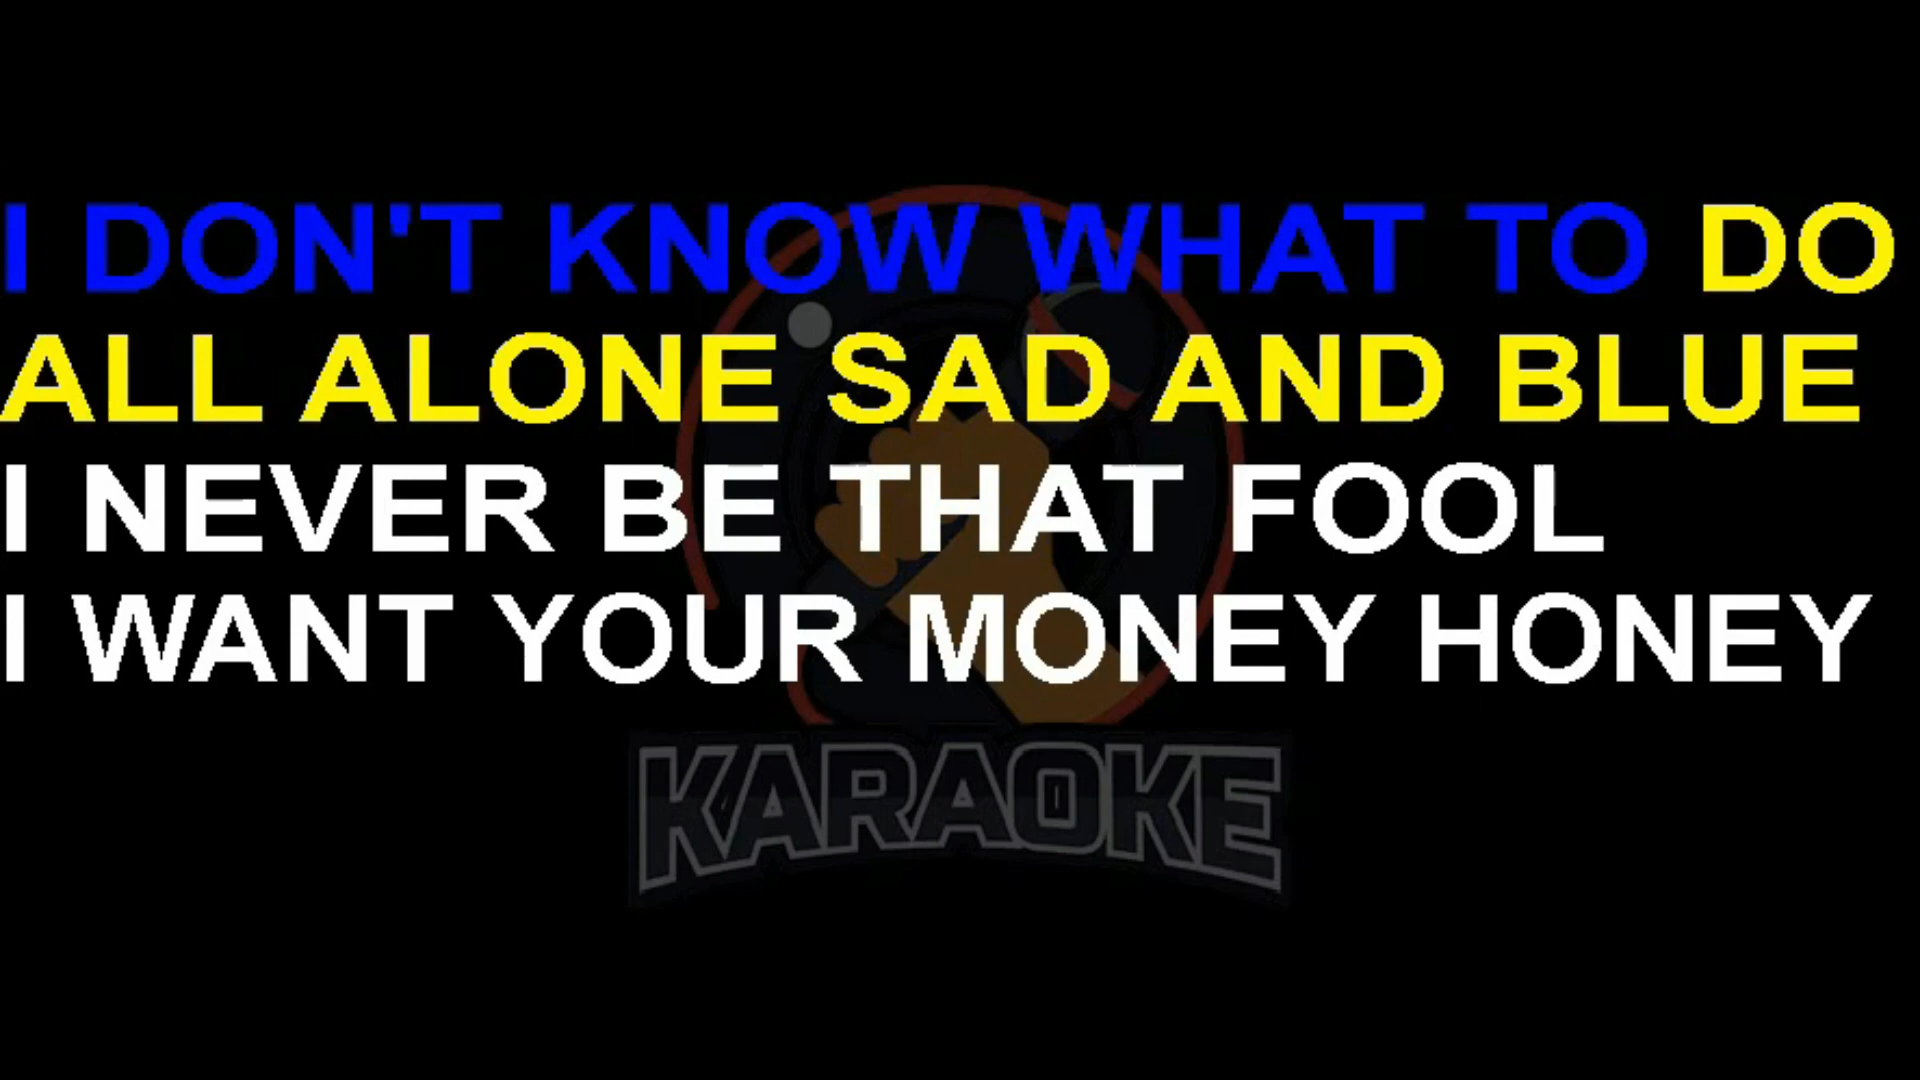 I DON'T KNOW WHAT TO DO
ALL ALONE SAD AND BLUE
I NEVER BE THAT FOOL
I WANT YOUR MONEY HONEY
KARAOKE